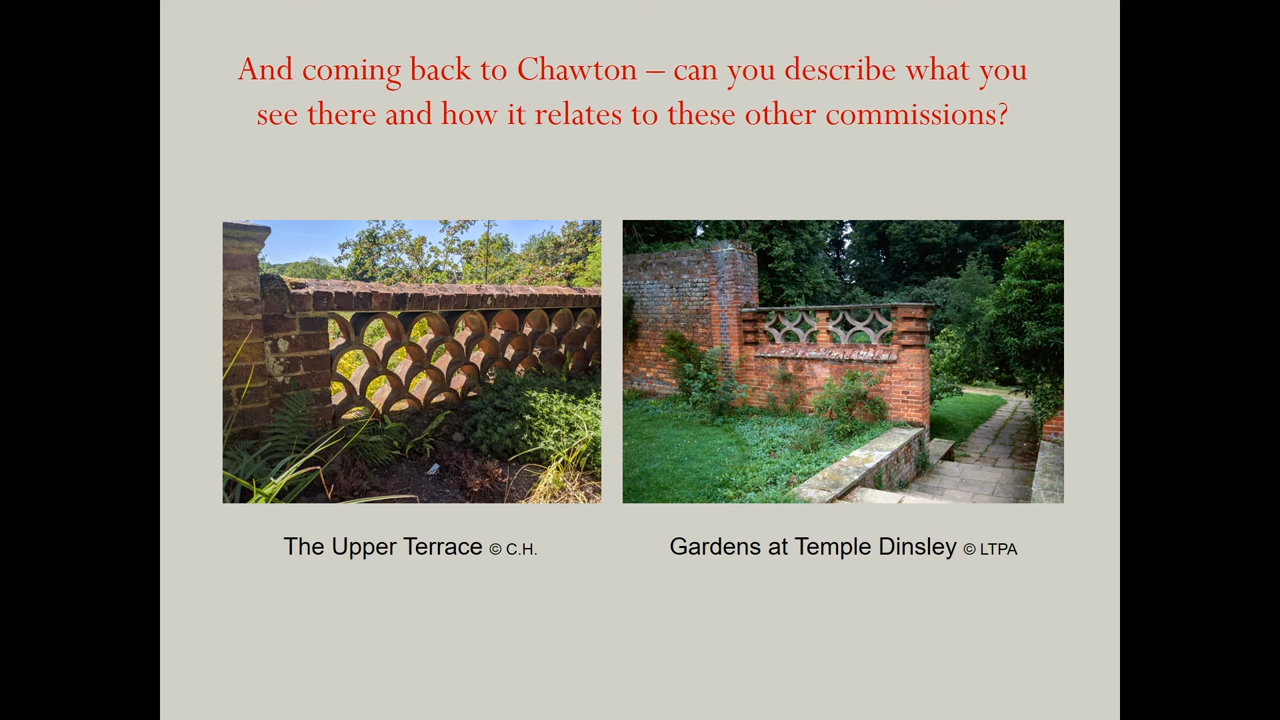 And coming back to Chawton – can you describe what you
see there and how it relates to these other commissions?
The Upper Terrace © C.H.
Gardens at Temple Dinsley © LTPA